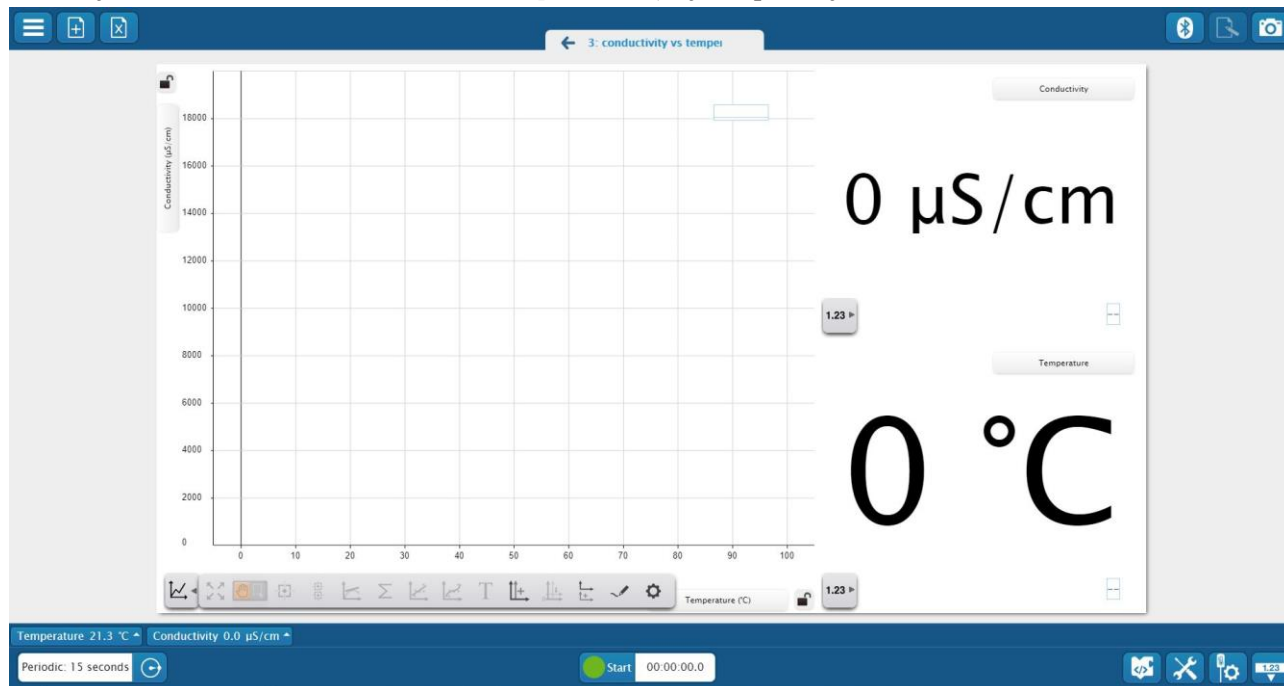 3: conductivity vs temper
Conductivity (µS/cm)
18000
16000
14000
12000
10000
8000
6000
4000
2000
0
0 10 20 30 40 50 60 70 80 90 100
T
Temperature (°C)
Conductivity
0 µS/cm
1.23
--
Temperature
0 °C
1.23
--
Temperature 21.3 °C Conductivity 0.0 µS/cm
Periodic: 15 seconds
Start 00:00:00.0
1.23